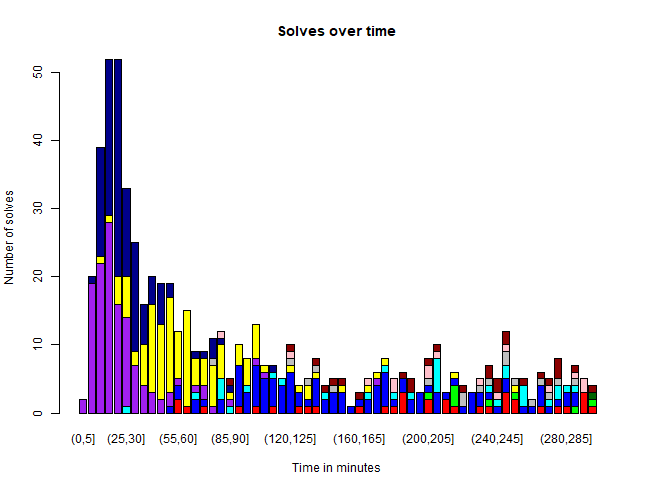 Solves over time
Number of solves
50
40
30
20
10
0
(0,5] (25,30] (55,60] (85,90] (120,125] (160,165] (200,205] (240,245] (280,285]
Time in minutes